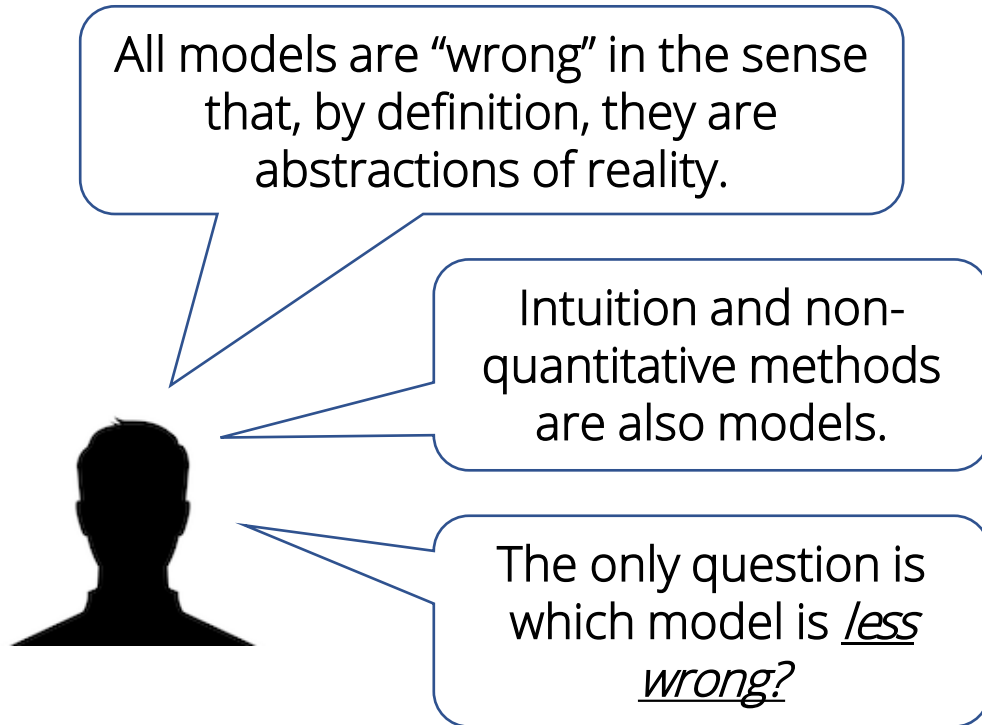 All models are “wrong” in the sense
that, by definition, they are
abstractions of reality.
Intuition and non-
quantitative methods
are also models.
The only question is
which model is less
wrong?